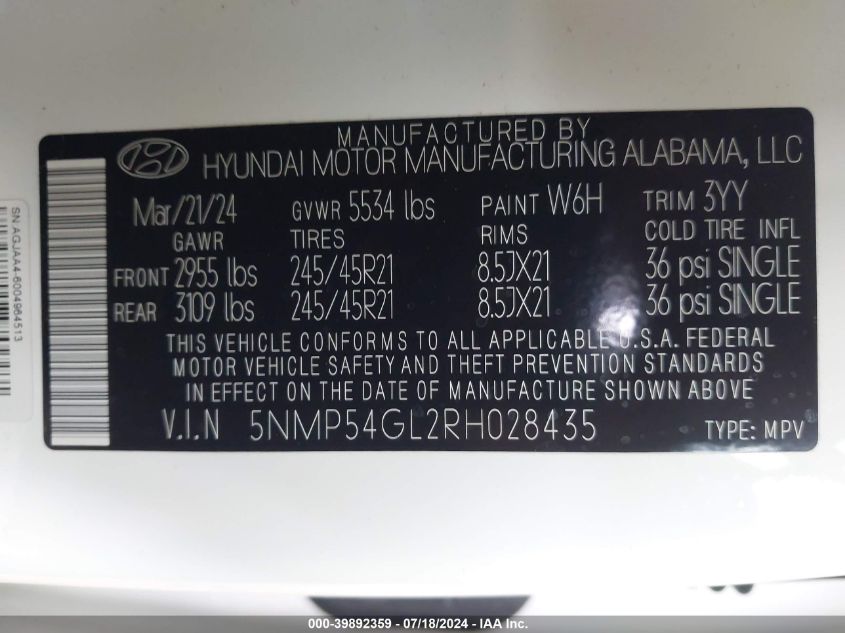 MANUFACTURED BY
HYUNDAI MOTOR MANUFACTURING ALABAMA, LLC
Mar/21/24 GVWR 5534 lbs PAINT W6H TRIM 3YY
GAWR TIRES RIMS COLD TIRE INFL
FRONT 2955 lbs 245/45R21 8.5JX21 36 psi SINGLE
REAR 3109 lbs 245/45R21 8.5JX21 36 psi SINGLE
THIS VEHICLE CONFORMS TO ALL APPLICABLE U.S.A. FEDERAL
MOTOR VEHICLE SAFETY AND THEFT PREVENTION STANDARDS
IN EFFECT ON THE DATE OF MANUFACTURE SHOWN ABOVE
V.I.N 5NMP54GL2RH028435 TYPE: MPV
SN AGJAA4-6004964513
000-39892359 - 07/18/2024 - IAA Inc.